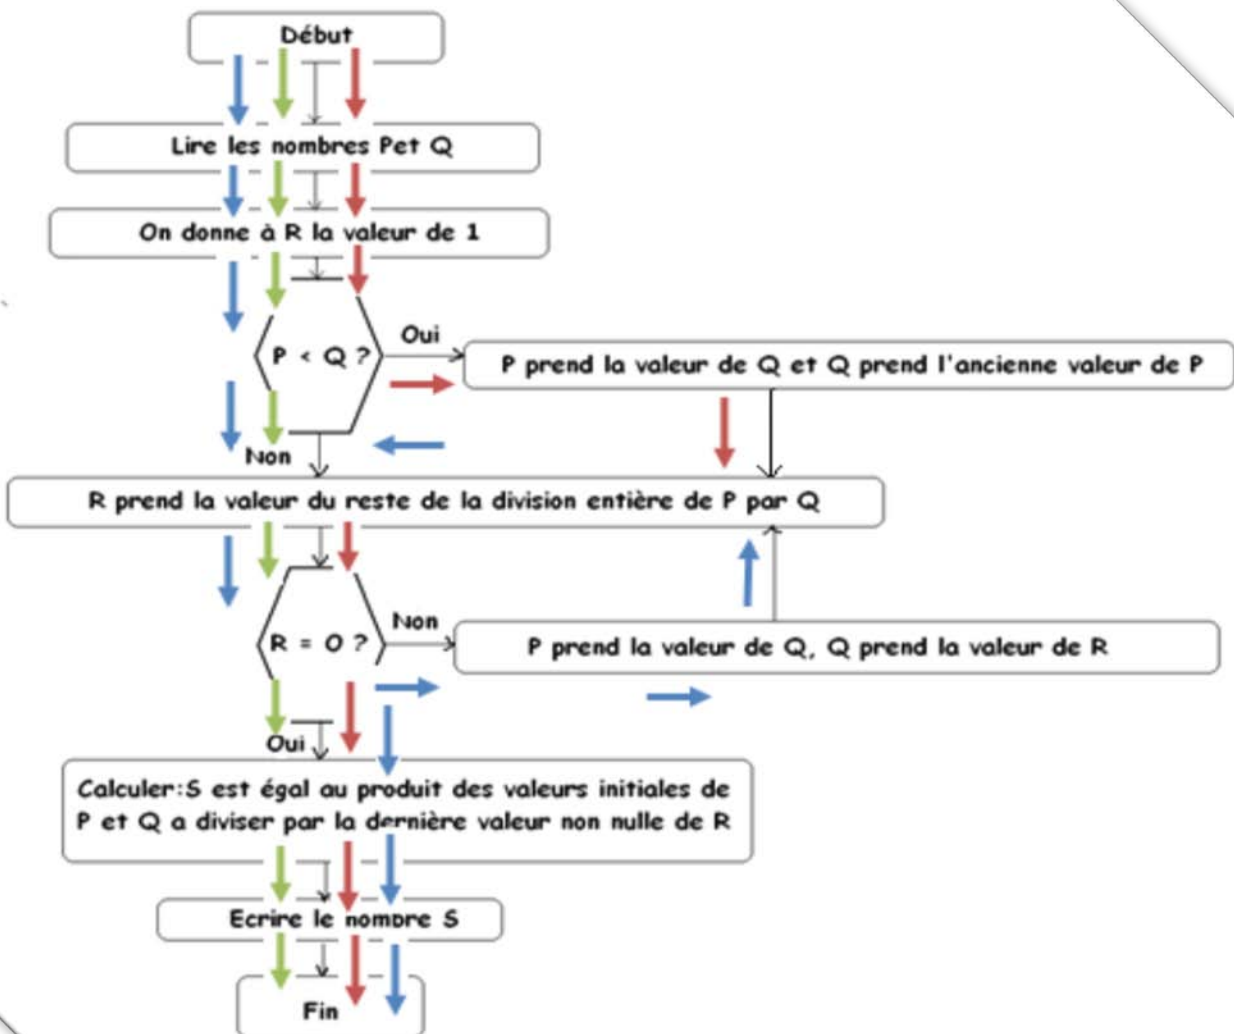 Début
Lire les nombres Pet Q
On donne à R la valeur de 1
P < Q ?
Oui
P prend la valeur de Q et Q prend l'ancienne valeur de P
Non
R prend la valeur du reste de la division entière de P par Q
R = 0 ?
Non
P prend la valeur de Q, Q prend la valeur de R
Oui
Calculer:S est égal au produit des valeurs initiales de
P et Q a diviser par la dernière valeur non nulle de R
Ecrire le nombre S
Fin